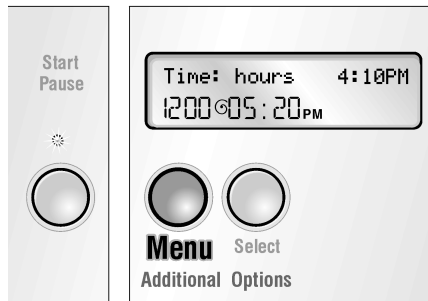 Start
Pause
Time: hours 4:10PM
1200 05:20PM
Menu Select
Additional Options